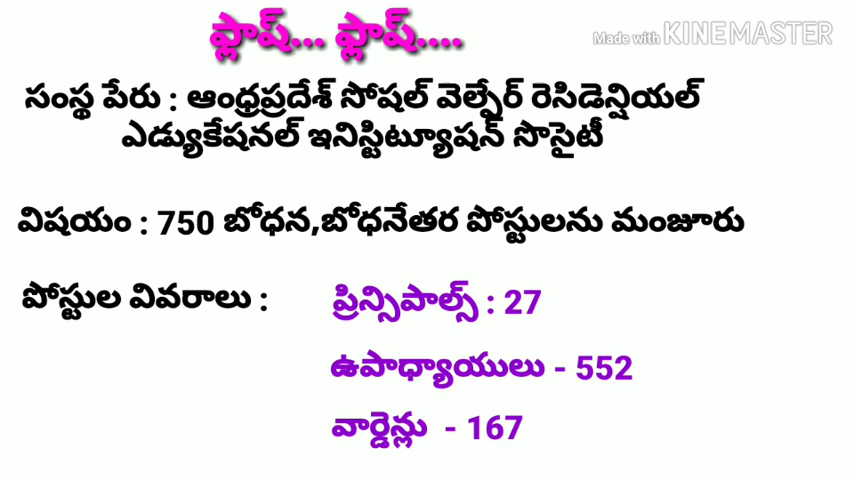 ఫ్లాష్... ఫ్లాష్....
Made with KINEMASTER
సంస్థ పేరు : ఆంధ్రప్రదేశ్ సోషల్ వెల్ఫేర్ రెసిడెన్షియల్
ఎడ్యుకేషనల్ ఇనిస్టిట్యూషన్ సొసైటీ
విషయం : 750 బోధన,బోధనేతర పోస్టులను మంజూరు
పోస్టుల వివరాలు : ప్రిన్సిపాల్స్ : 27
ఉపాధ్యాయులు - 552
వార్డెన్లు - 167